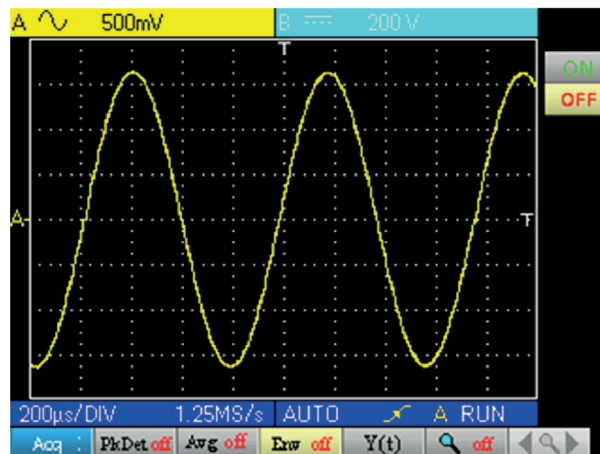 A 500mV B 200 V
T
ON
OFF
A T
200µs/DIV 1.25MS/s AUTO A RUN
Acq : PkDet off Avg off Env off Y(t) off